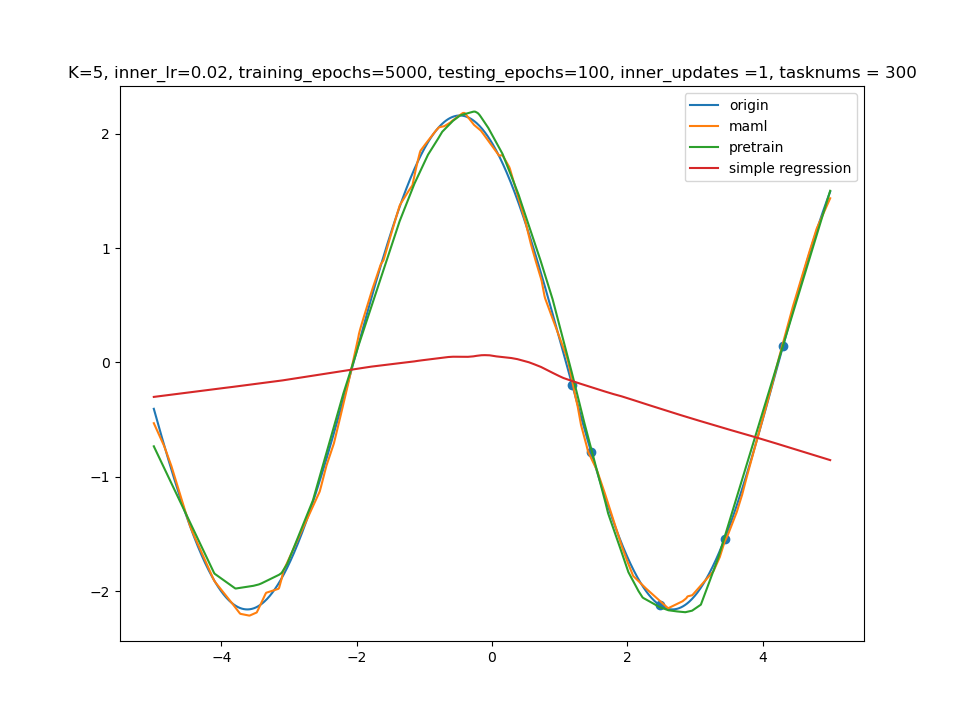 K=5, inner_lr=0.02, training_epochs=5000, testing_epochs=100, inner_updates =1, tasknums = 300
origin
maml
pretrain
simple regression
2
1
0
−1
−2
−4
−2
0
2
4